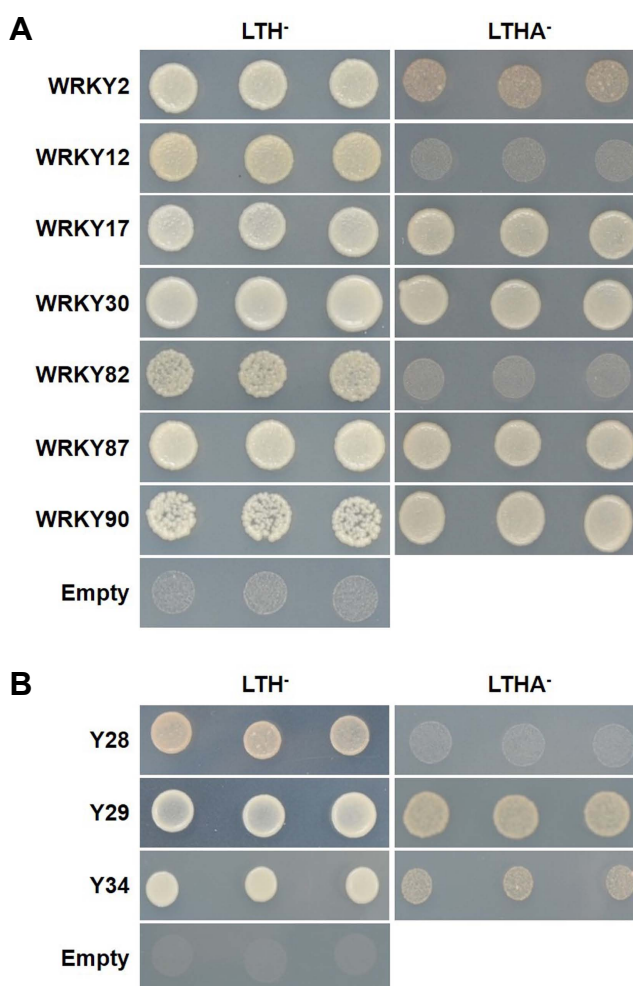 A
LTH- LTHA-
WRKY2
WRKY12
WRKY17
WRKY30
WRKY82
WRKY87
WRKY90
Empty
B
LTH- LTHA-
Y28
Y29
Y34
Empty